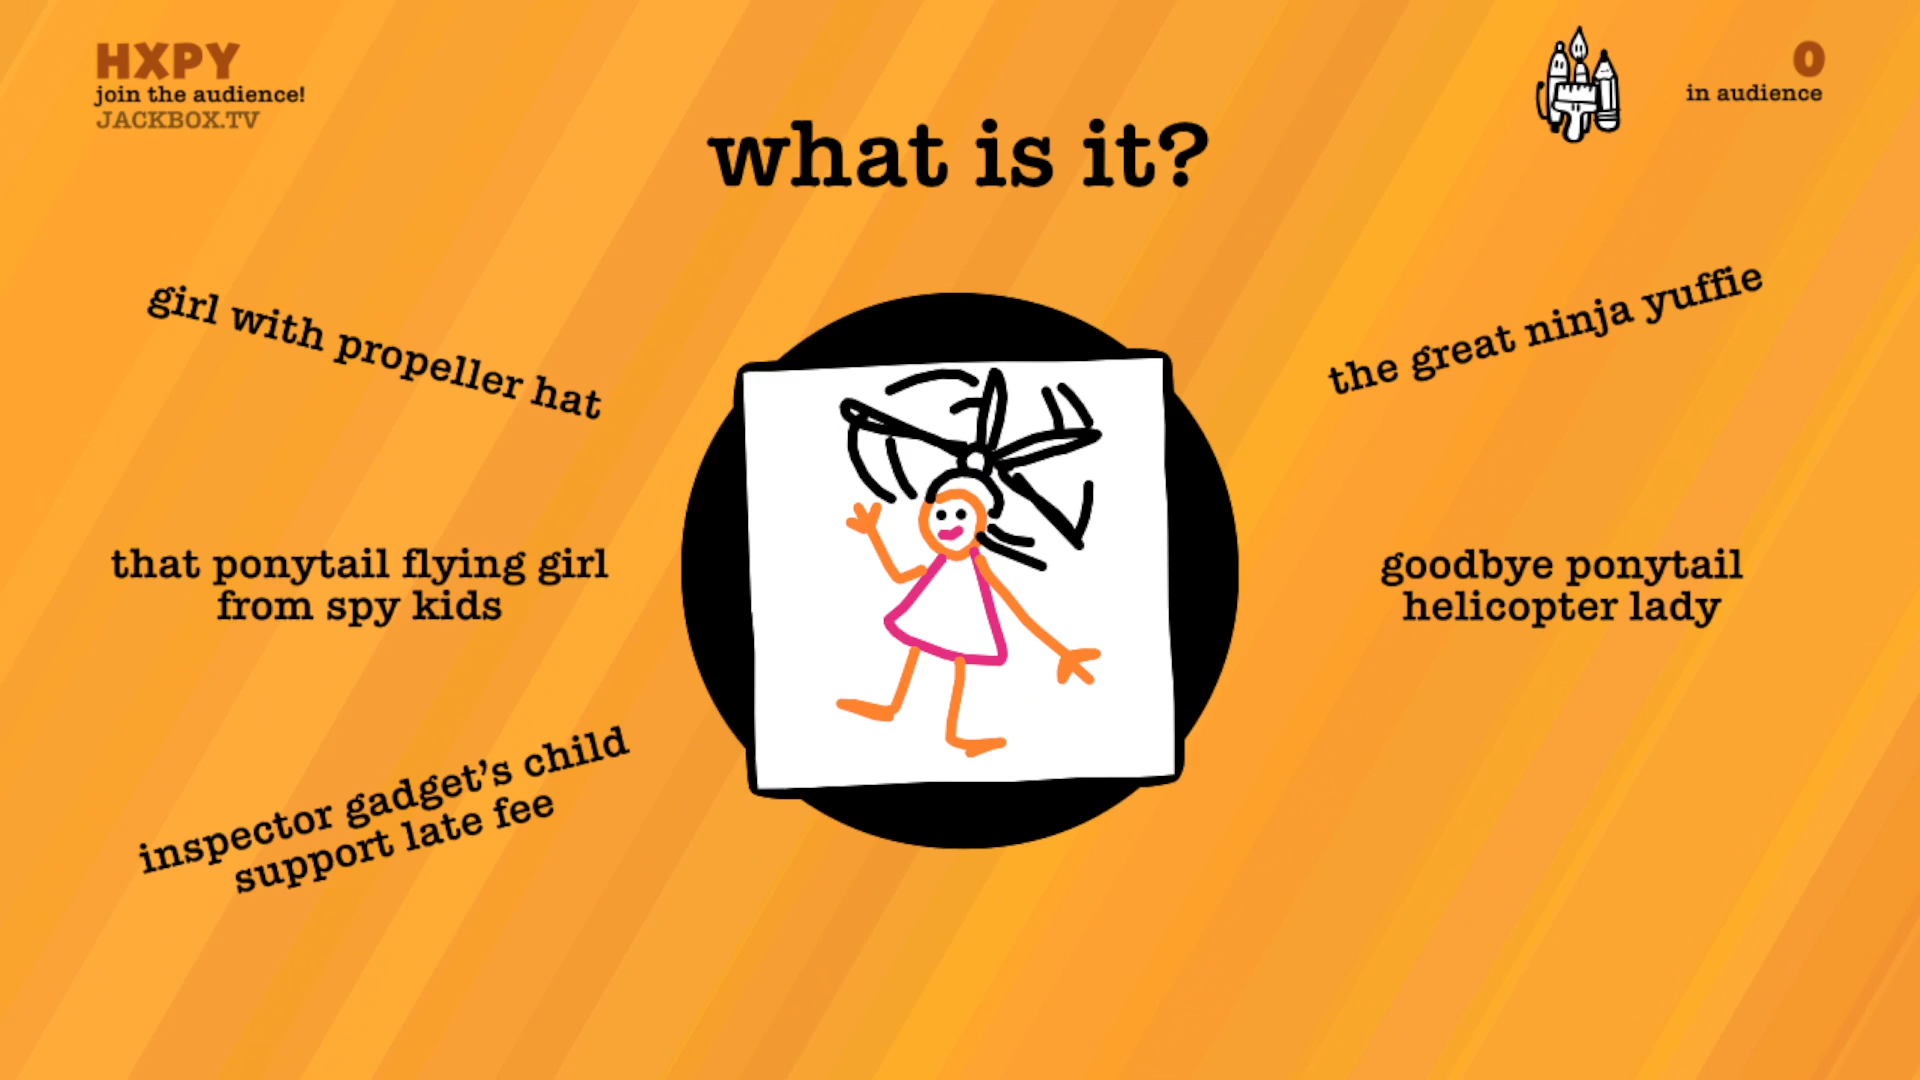 HXPY
join the audience!
JACKBOX.TV
0
in audience
what is it?
girl with propeller hat
the great ninja yuffie
that ponytail flying girl
from spy kids
goodbye ponytail
helicopter lady
inspector gadget's child
support late fee